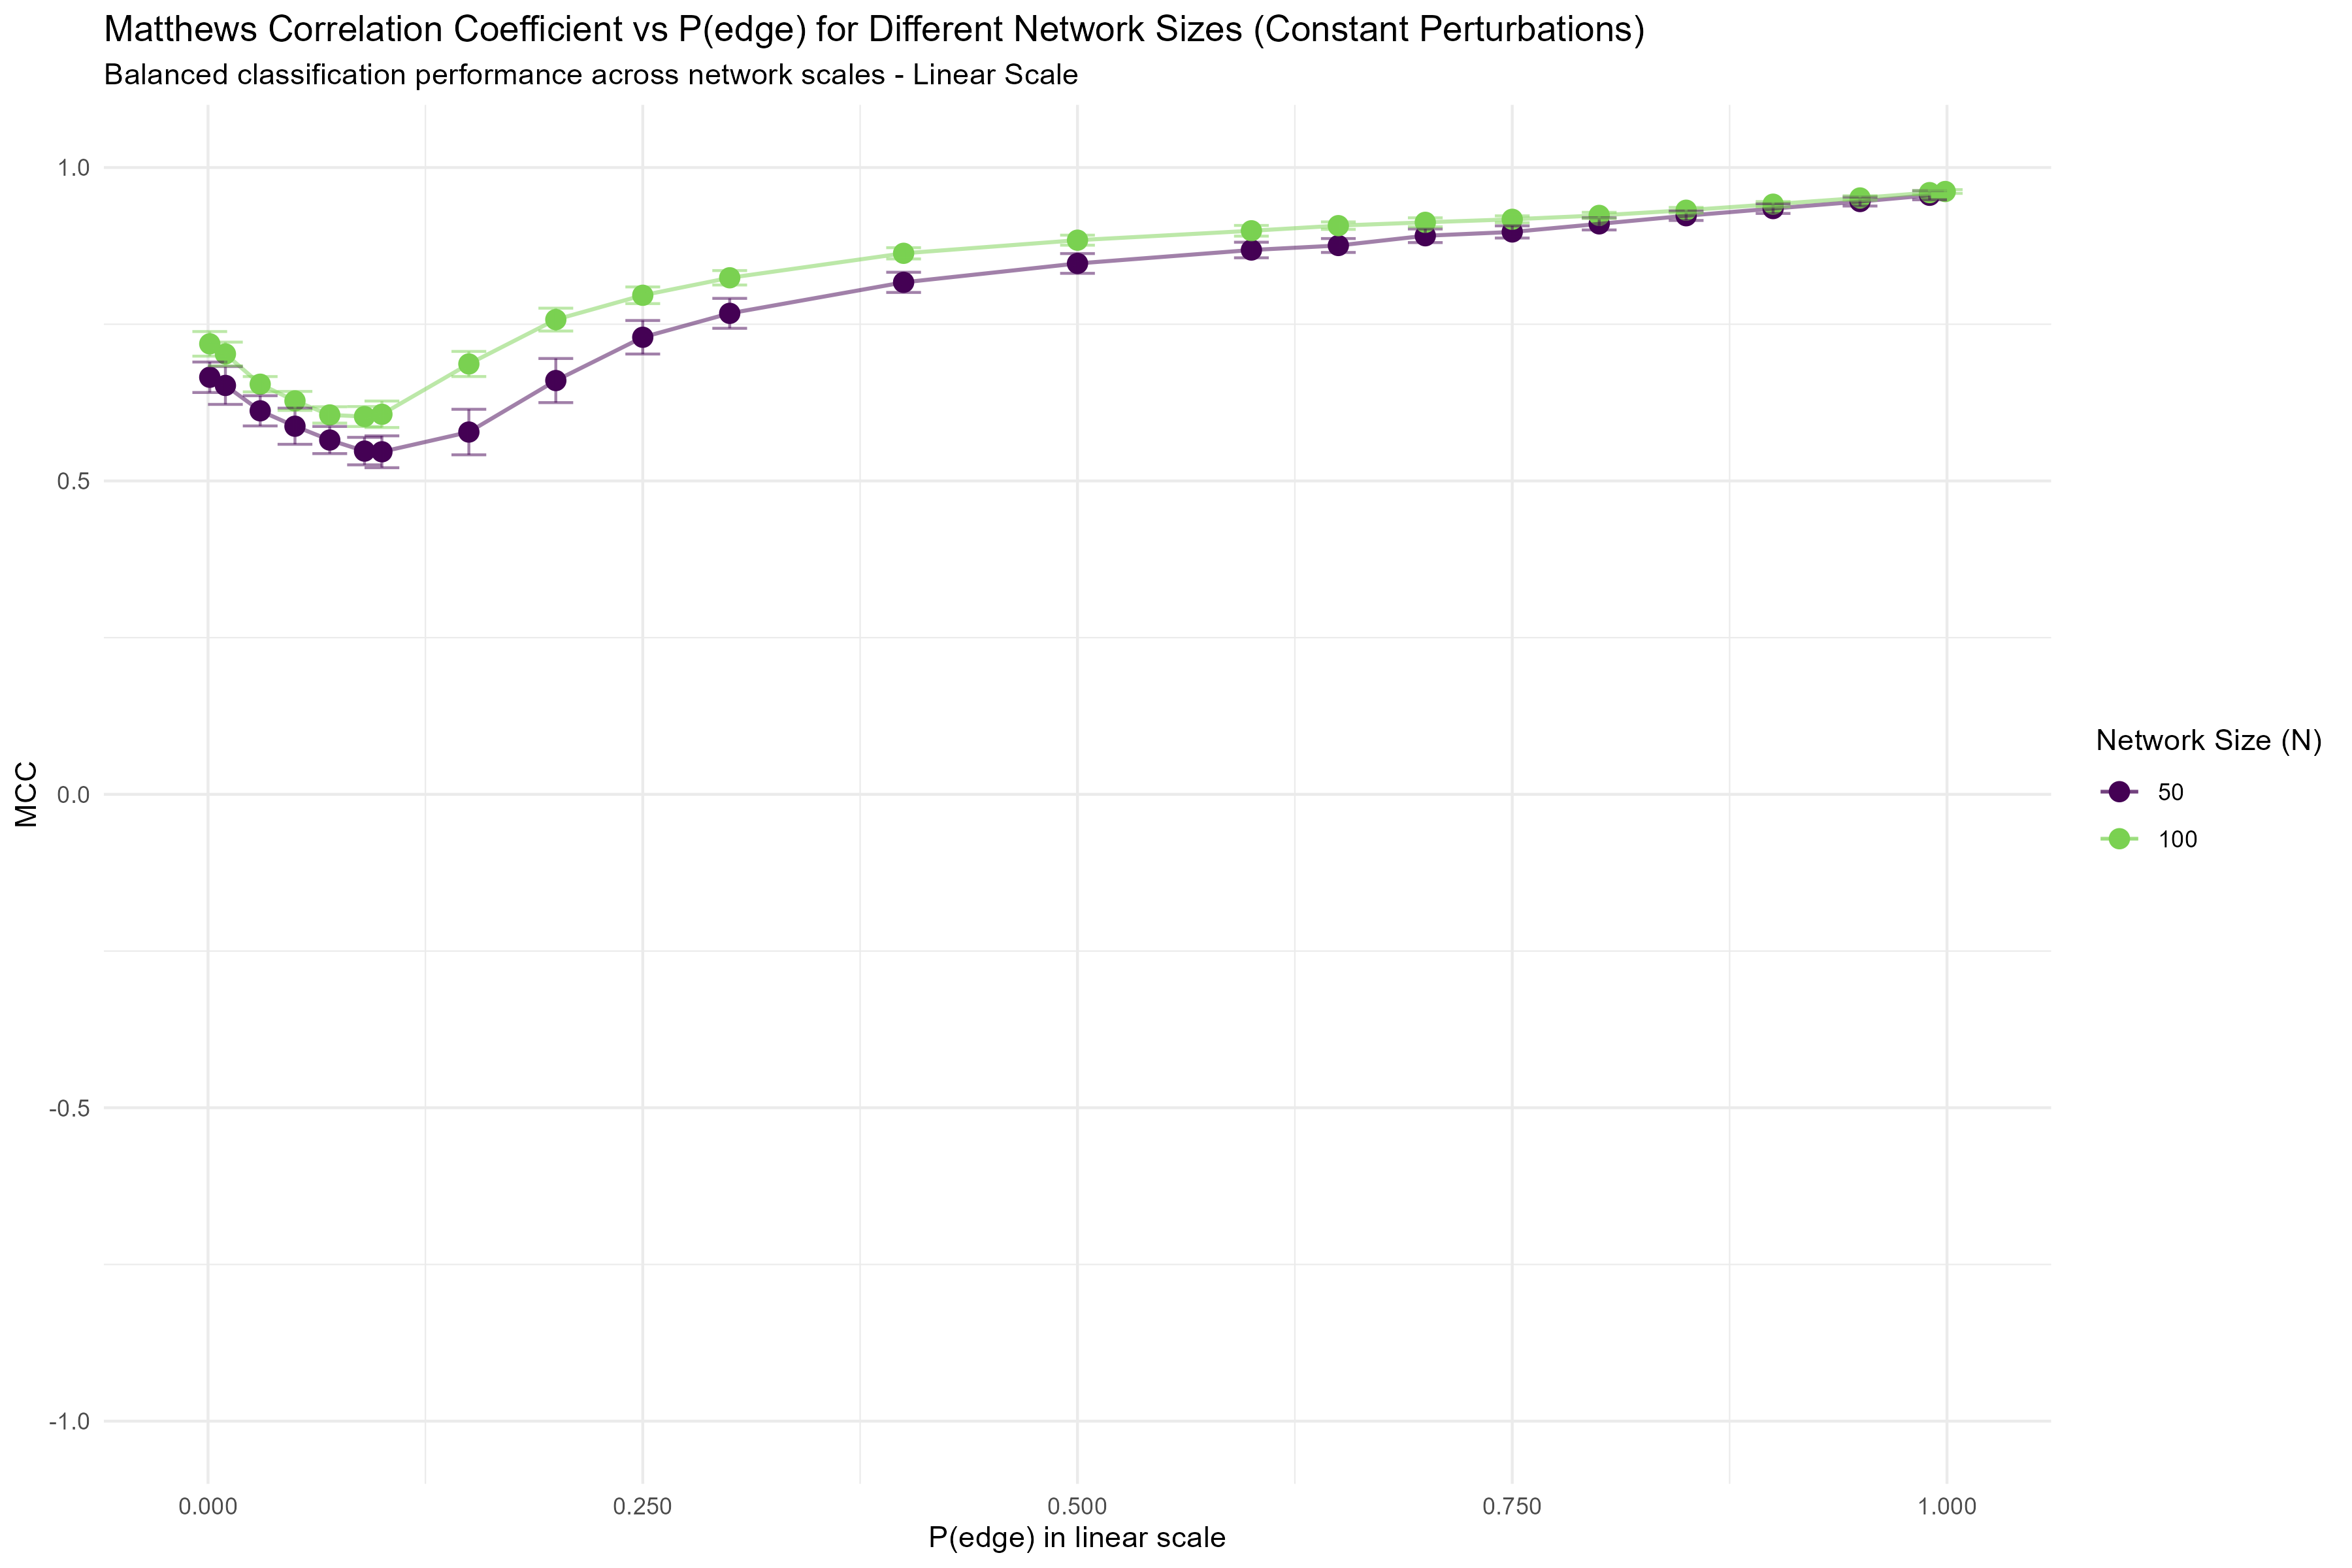 Matthews Correlation Coefficient vs P(edge) for Different Network Sizes (Constant Perturbations)
Balanced classification performance across network scales - Linear Scale
1.0
0.5
0.0
-0.5
-1.0
MCC
0.000
0.250
0.500
0.750
1.000
P(edge) in linear scale
Network Size (N)
50
100